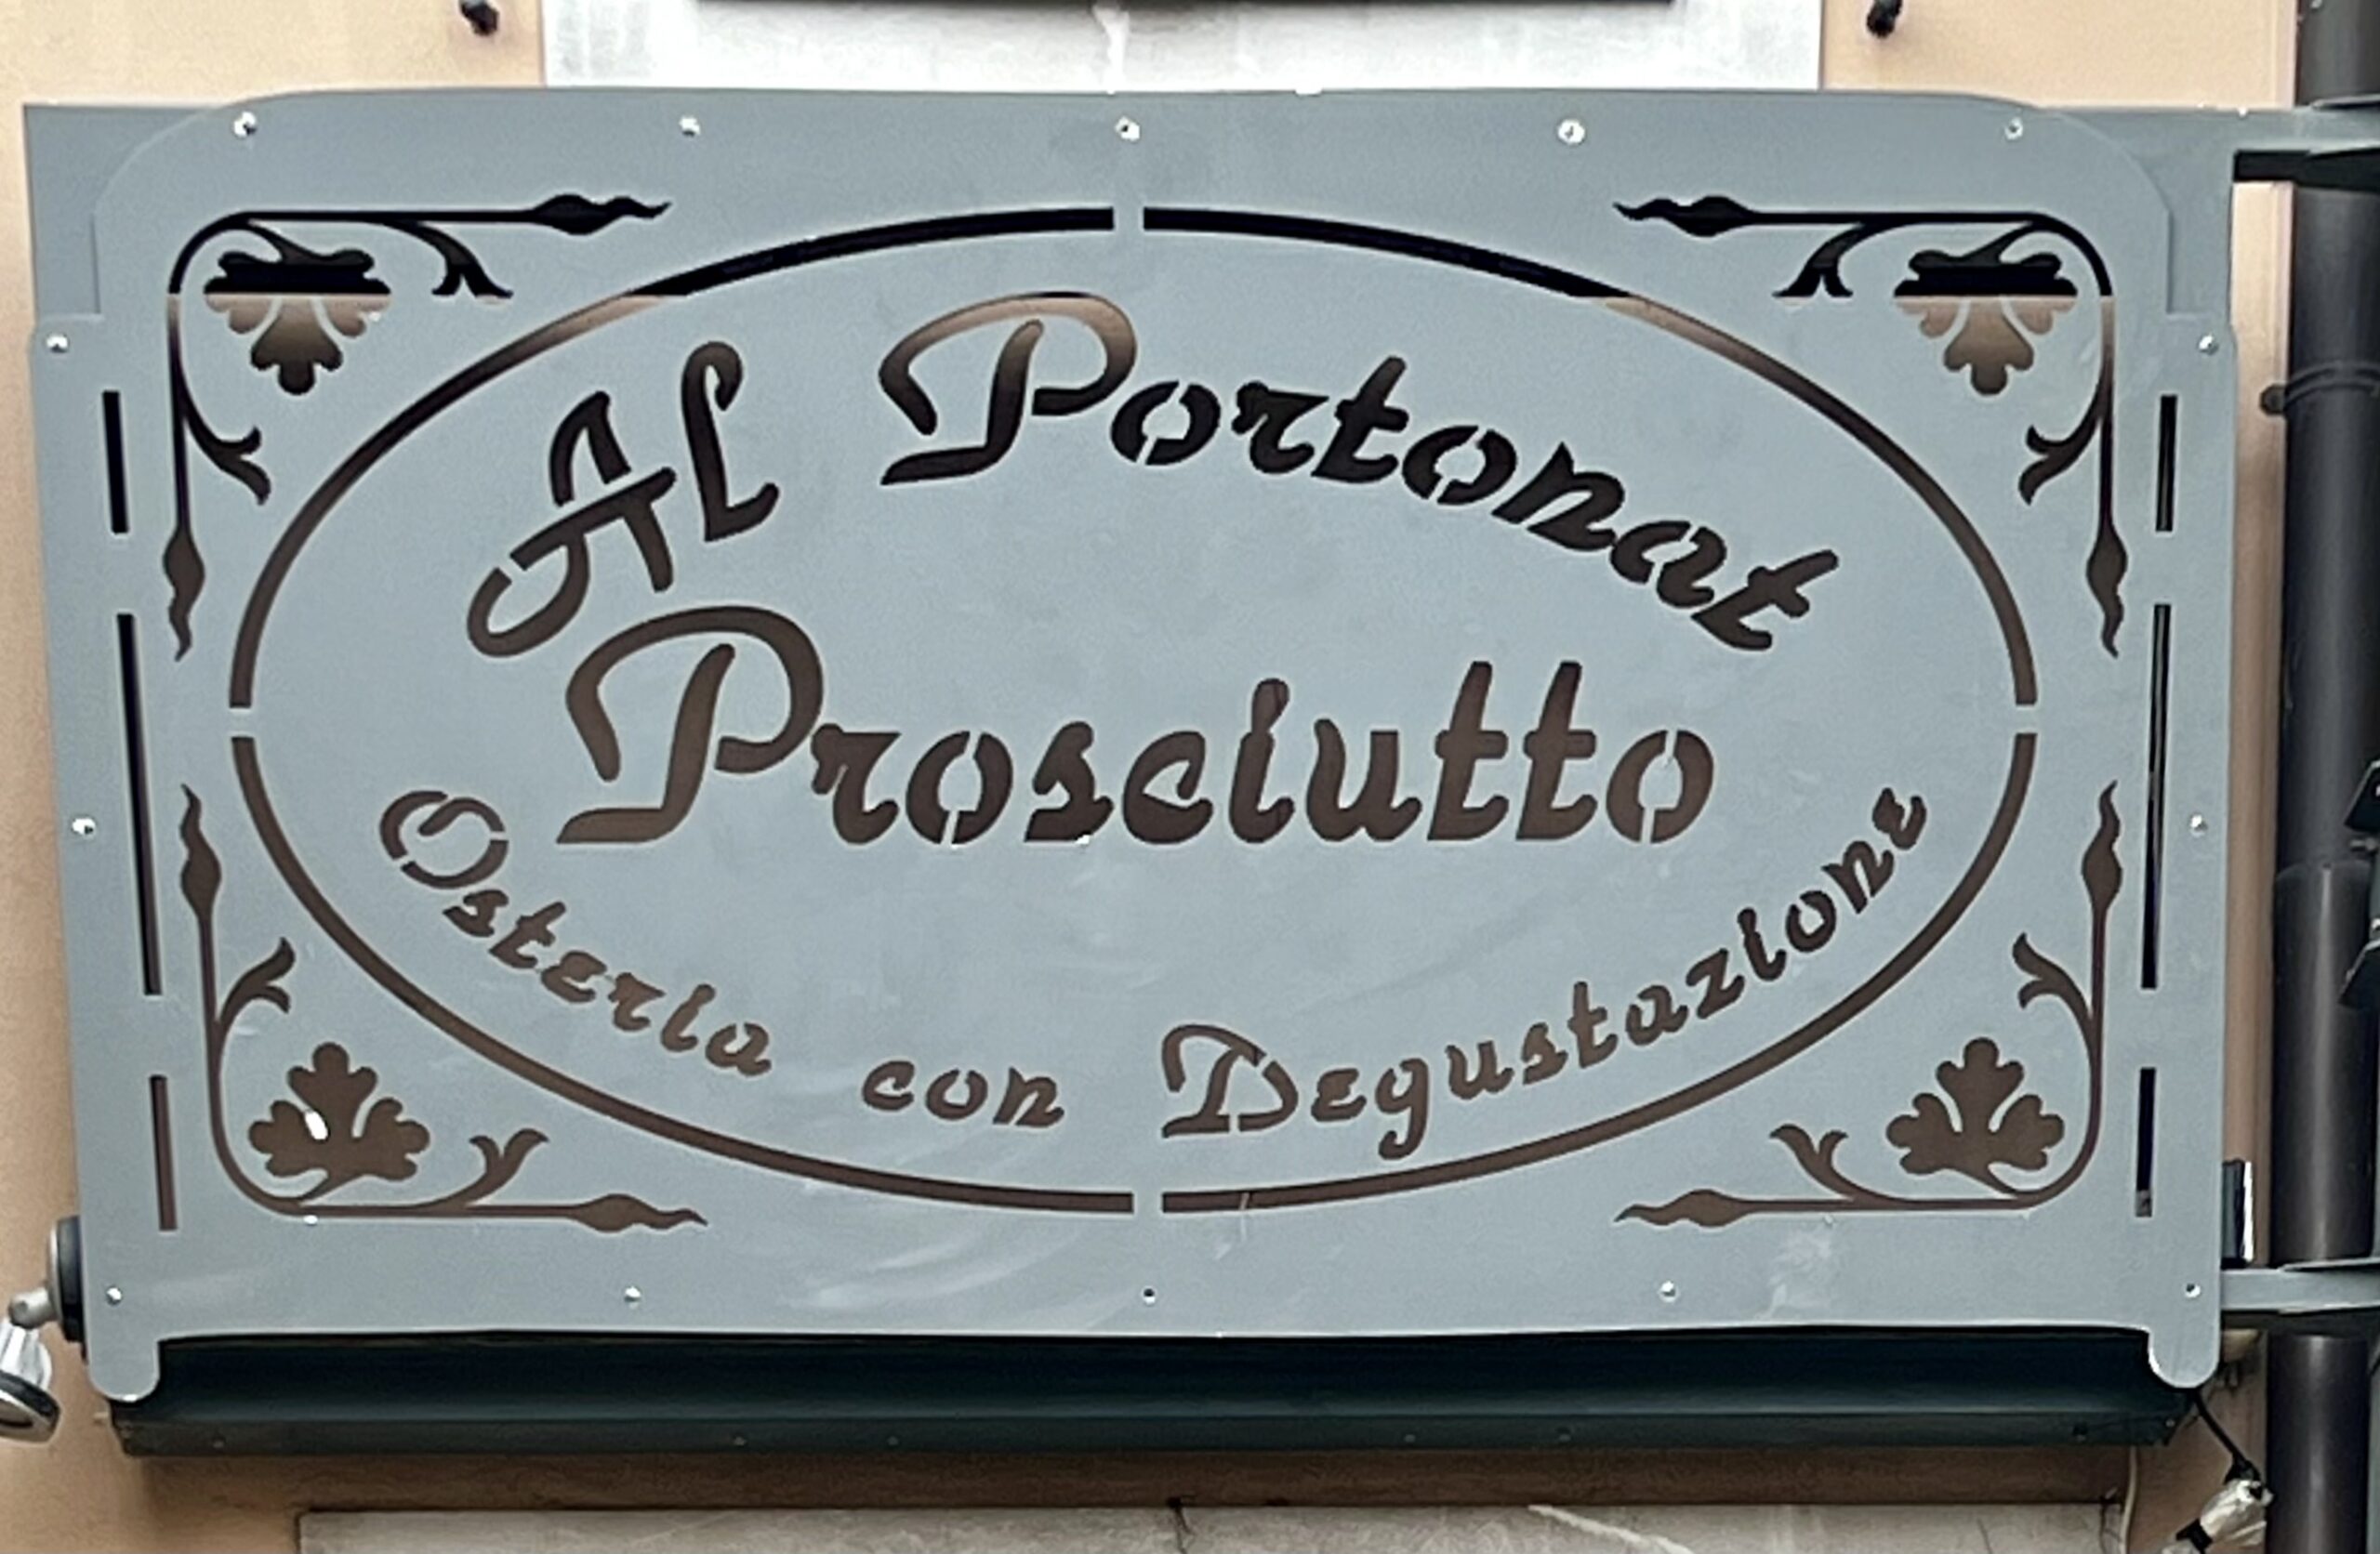 Al Portonat
Prosciutto
Osteria con Degustazione